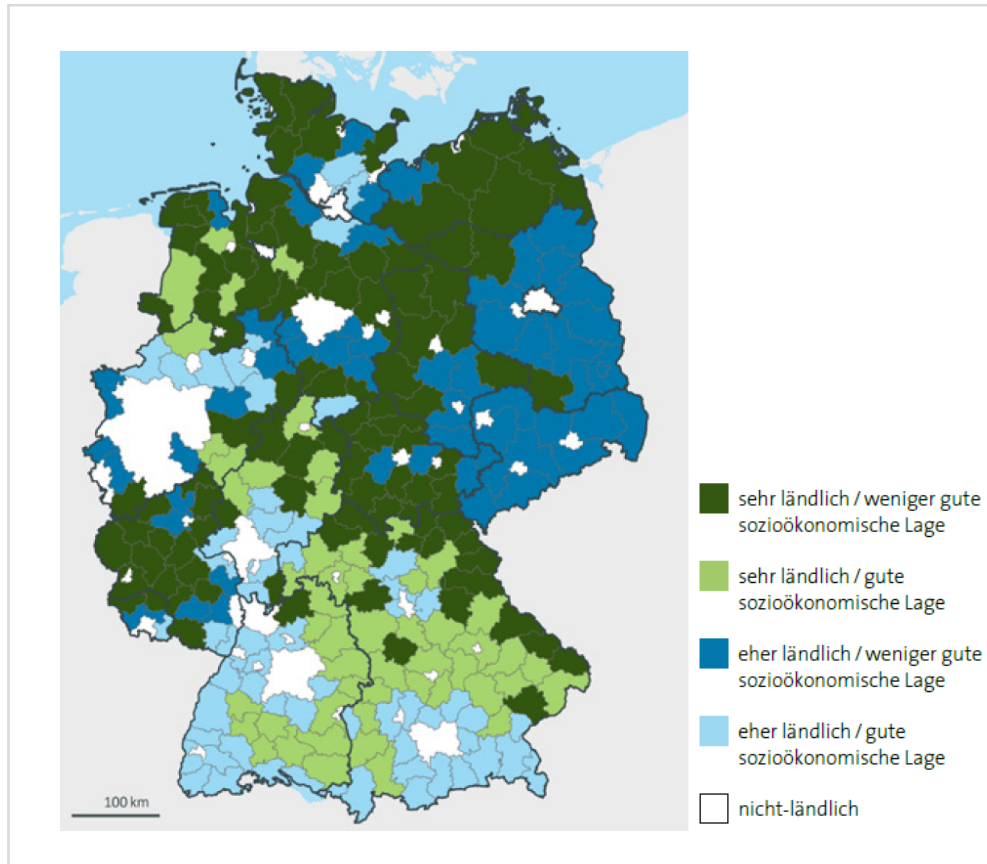 sehr ländlich / weniger gute
sozioökonomische Lage
sehr ländlich / gute
sozioökonomische Lage
eher ländlich / weniger gute
sozioökonomische Lage
eher ländlich / gute
sozioökonomische Lage
nicht-ländlich
100 km